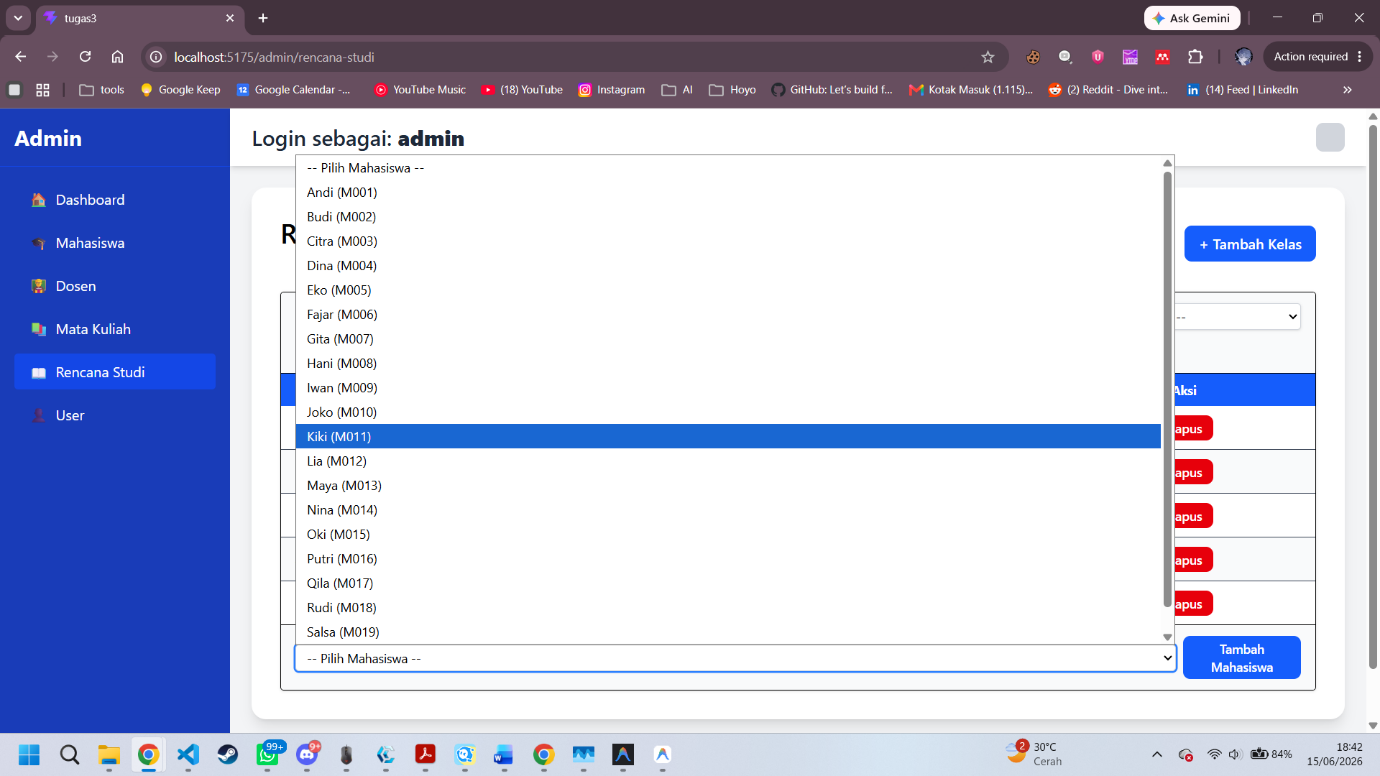 tugas3
Ask Gemini
localhost:5175/admin/rencana-studi
Action required
tools
Google Keep
12
Google Calendar -...
YouTube Music
(18) YouTube
Instagram
AI
Hoyo
GitHub: Let's build f...
Kotak Masuk (1.115)...
(2) Reddit - Dive int...
(14) Feed | LinkedIn
Admin
Login sebagai: admin
Dashboard
Mahasiswa
Dosen
Mata Kuliah
Rencana Studi
User
R
+ Tambah Kelas
--
Aksi
apus
apus
apus
apus
apus
-- Pilih Mahasiswa --
Andi (M001)
Budi (M002)
Citra (M003)
Dina (M004)
Eko (M005)
Fajar (M006)
Gita (M007)
Hani (M008)
Iwan (M009)
Joko (M010)
Kiki (M011)
Lia (M012)
Maya (M013)
Nina (M014)
Oki (M015)
Putri (M016)
Qila (M017)
Rudi (M018)
Salsa (M019)
-- Pilih Mahasiswa --
Tambah
Mahasiswa
99+
9+
2
30°C
Cerah
84%
18:42
15/06/2026